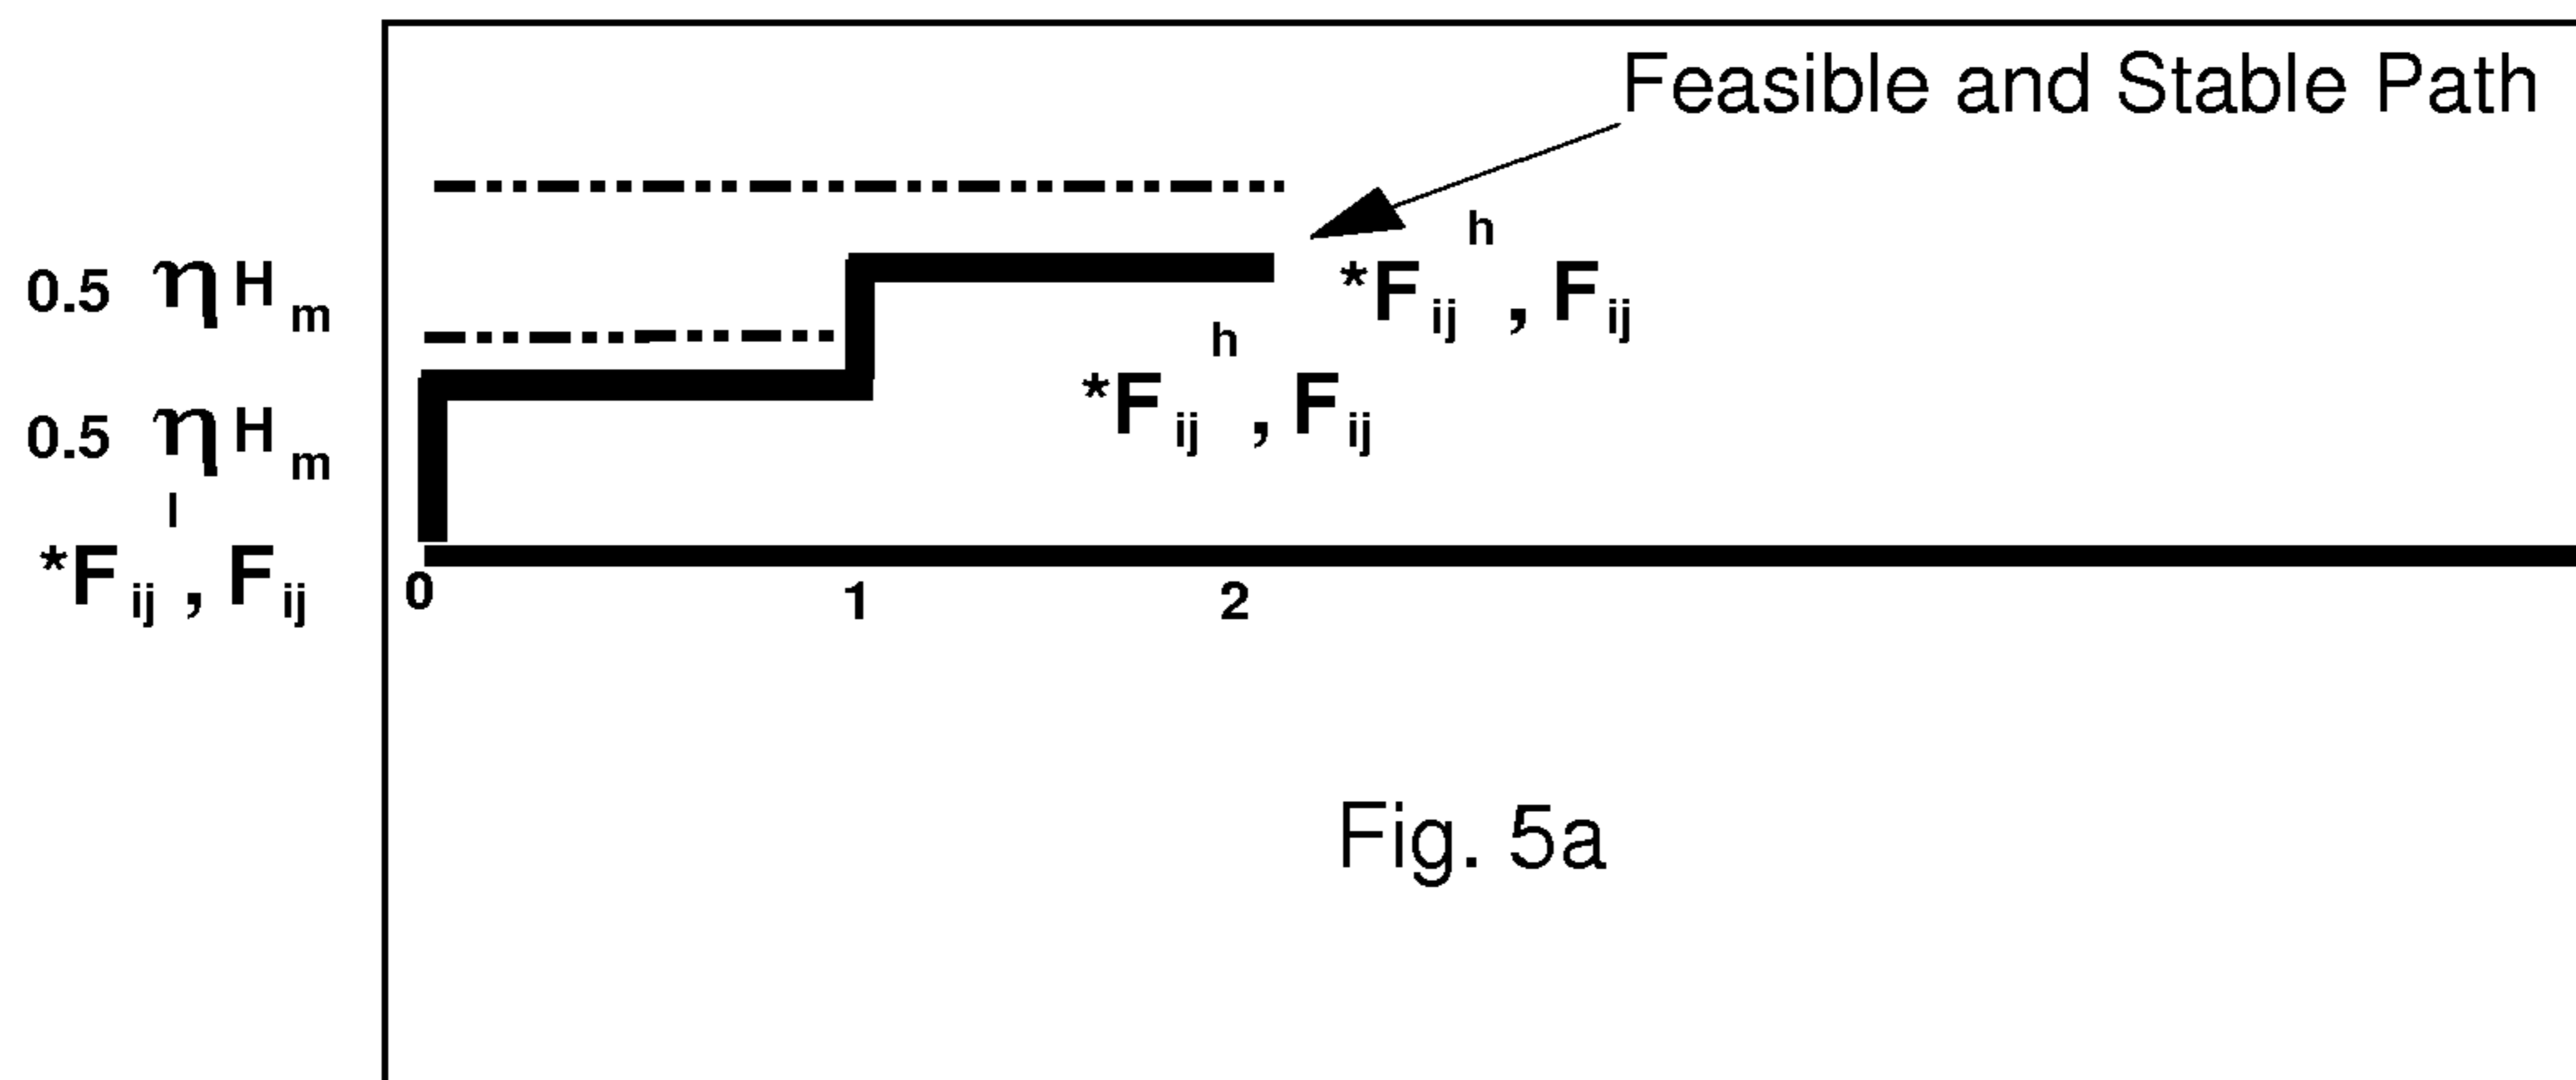 Feasible and Stable Path
h
*F ij , F ij
0.5 η H m
h
*F ij , F ij
0.5 η H m
l
*F ij , F ij
0 1 2
Fig. 5a